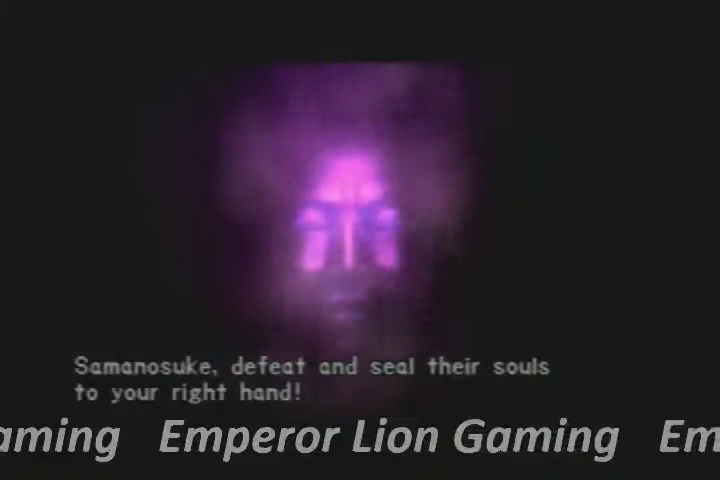 Samanosuke, defeat and seal their souls
to your right hand!
aming Emperor Lion Gaming Em